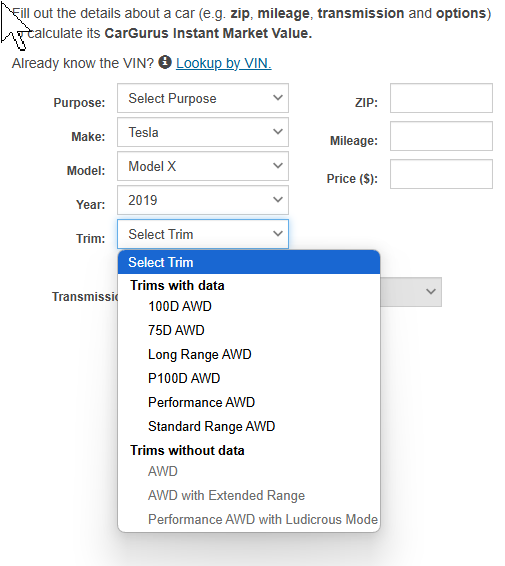 Fill out the details about a car (e.g. zip, mileage, transmission and options)
calculate its CarGurus Instant Market Value.
Already know the VIN? Lookup by VIN.
Purpose: Select Purpose ZIP:
Make: Tesla
Mileage:
Model: Model X
Price ($):
Year: 2019
Trim: Select Trim
Select Trim
Trims with data
Transmissio
100D AWD
75D AWD
Long Range AWD
P100D AWD
Performance AWD
Standard Range AWD
Trims without data
AWD
AWD with Extended Range
Performance AWD with Ludicrous Mode